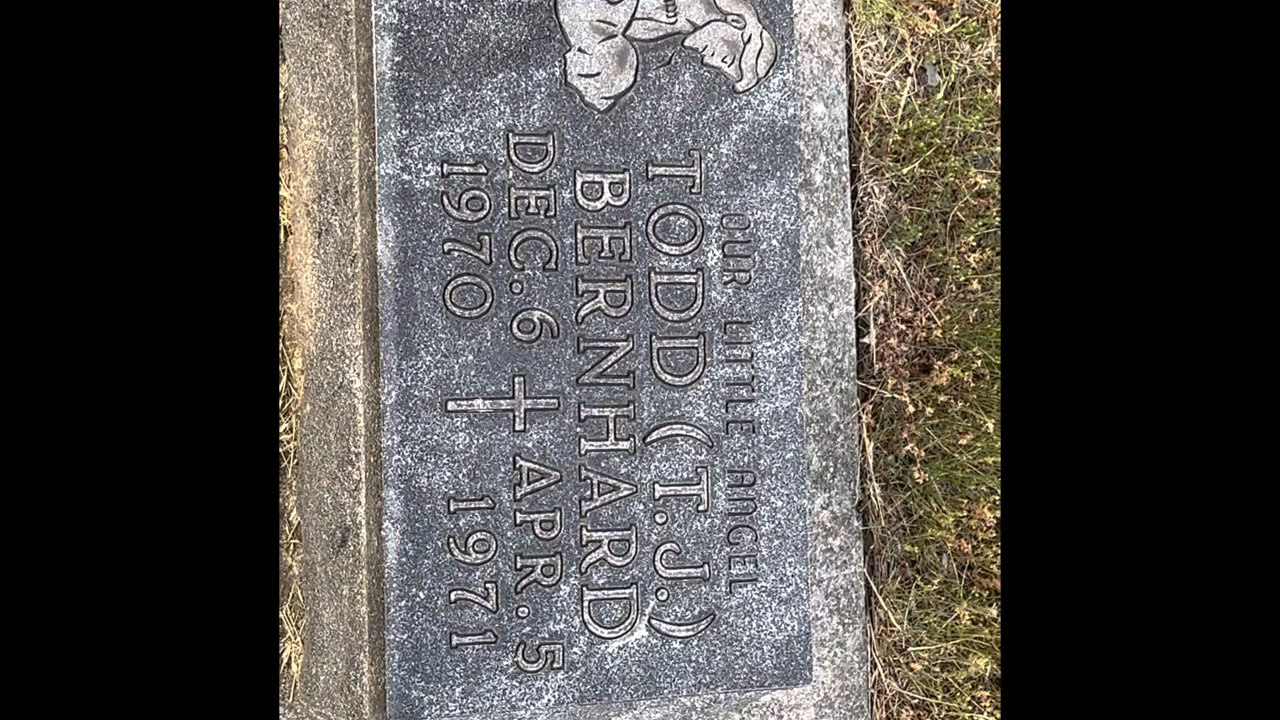 OUR LITTLE ANGEL
TODD (T.J.)
BERNHARD
DEC. 6 APR. 5
1970 1971